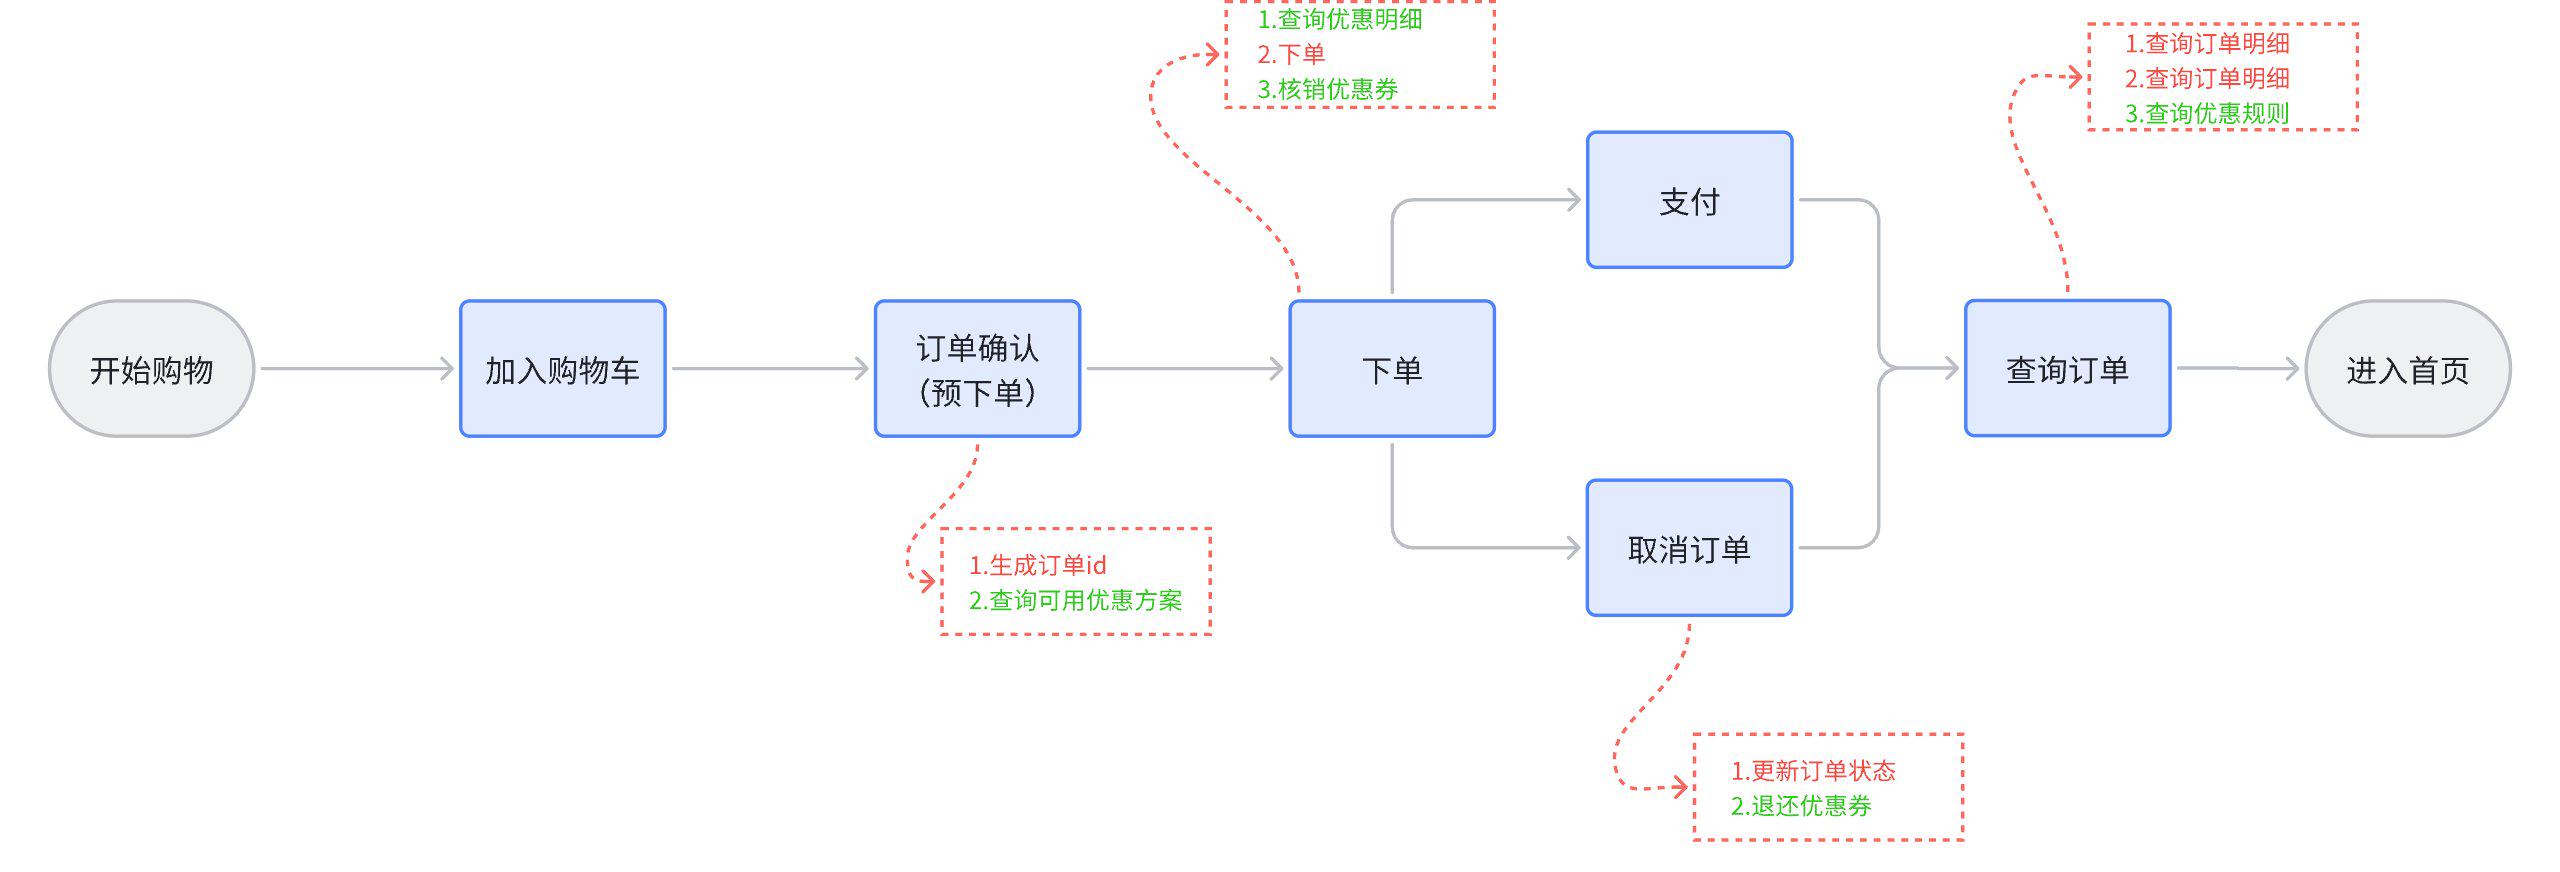 1.查询优惠明细
2.下单
3.核销优惠券
1.查询订单明细
2.查询订单明细
3.查询优惠规则
支付
开始购物
加入购物车
订单确认
（预下单）
下单
查询订单
进入首页
取消订单
1.生成订单id
2.查询可用优惠方案
1.更新订单状态
2.退还优惠券